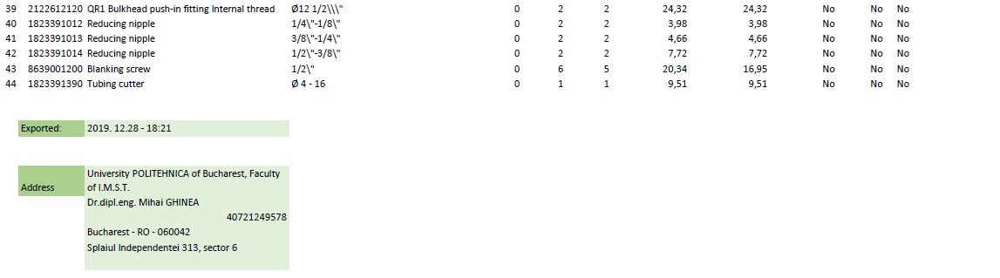 39 2122612120 QR1 Bulkhead push-in fitting Internal thread Ø12 1/2\\\" 0 2 2 24,32 24,32 No No No
40 1823391012 Reducing nipple 1/4\"-1/8\" 0 2 2 3,98 3,98 No No No
41 1823391013 Reducing nipple 3/8\"-1/4\" 0 2 2 4,66 4,66 No No No
42 1823391014 Reducing nipple 1/2\"-3/8\" 0 2 2 7,72 7,72 No No No
43 8639001200 Blanking screw 1/2\" 0 6 5 20,34 16,95 No No No
44 1823391390 Tubing cutter Ø 4 - 16 0 1 1 9,51 9,51 No No No
Exported: 2019. 12.28 - 18:21
University POLITEHNICA of Bucharest, Faculty
Address of I.M.S.T.
Dr.dipl.eng. Mihai GHINEA
40721249578
Bucharest - RO - 060042
Splaiul Independentei 313, sector 6